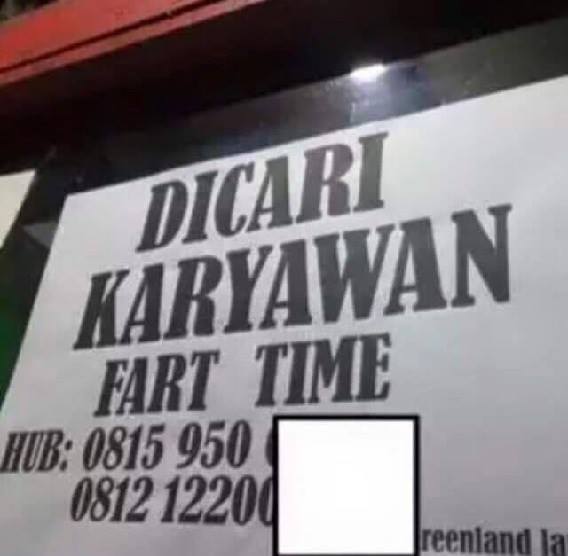 DICARI
KARYAWAN
FART TIME
HUB: 0815 950
0812 12200
reenland la